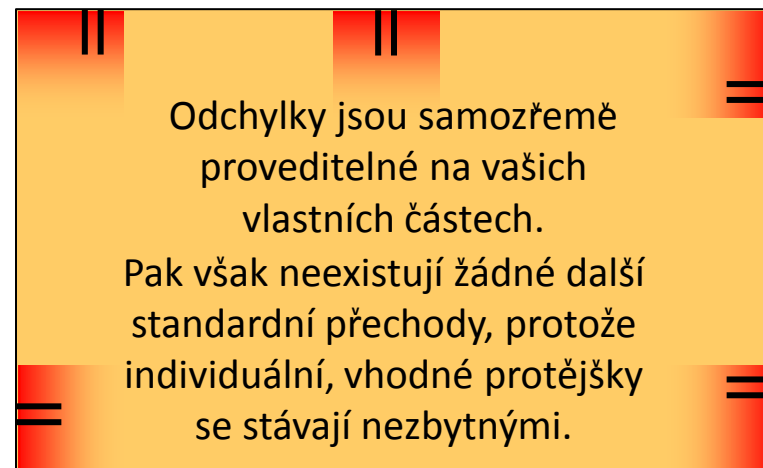 Odchylky jsou samozřemě
proveditelné na vašich
vlastních částech.
Pak však neexistují žádné další
standardní přechody, protože
individuální, vhodné protějšky
se stávají nezbytnými.